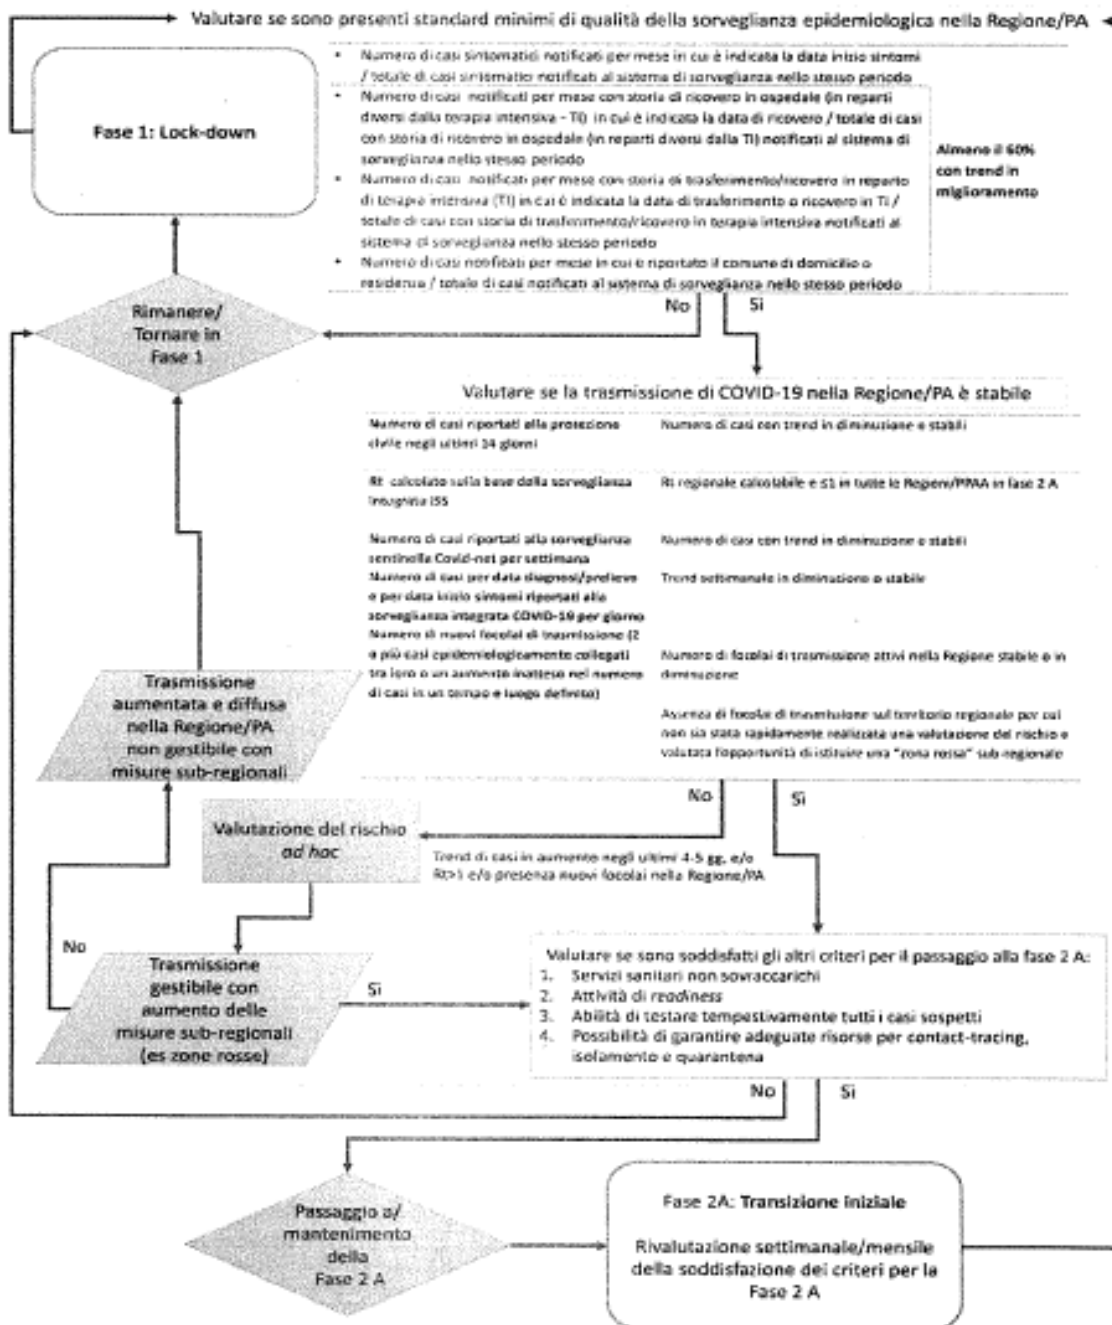 Valutare se sono presenti standard minimi di qualità della sorveglianza epidemiologica nella Regione/PA
Fase 1: Lock-down
• Numero di casi sintomatici notificati per mese in cui è indicata la data inizio sintomi
/ totale di casi sintomatici notificati al sistema di sorveglianza nello stesso periodo
• Numero di casi notificati per mese con storia di ricovero in ospedale (in reparti
diversi dalla terapia intensiva - TI) in cui è indicata la data di ricovero / totale di casi
con storia di ricovero in ospedale (in reparti diversi dalla TI) notificati al sistema di
sorveglianza nello stesso periodo
• Numero di casi notificati per mese con storia di trasferimento/ricovero in reparto
di terapia intensiva (TI) in cui è indicata la data di trasferimento o ricovero in TI /
totale di casi con storia di trasferimento/ricovero in terapia intensiva notificati al
sistema di sorveglianza nello stesso periodo
• Numero di casi notificati per mese in cui è riportato il comune di domicilio o
residenza / totale di casi notificati al sistema di sorveglianza nello stesso periodo
Almeno il 60%
con trend in
miglioramento
No
Si
Rimanere/
Tornare in
Fase 1
Valutare se la trasmissione di COVID-19 nella Regione/PA è stabile
Numero di casi riportati alla protezione
civile negli ultimi 14 giorni
Numero di casi con trend in diminuzione o stabili
Rt calcolato sulla base della sorveglianza
integrata ISS
Rt regionale calcolabile e ≤1 in tutte le Regioni/PPAA in fase 2 A
Numero di casi riportati alla sorveglianza
sentinella Covid-net per settimana
Numero di casi con trend in diminuzione o stabili
Numero di casi per data diagnosi/prelievo
e per data inizio sintomi riportati alla
sorveglianza integrata COVID-19 per giorno
Trend settimanale in diminuzione o stabile
Numero di nuovi focolai di trasmissione (2
o più casi epidemiologicamente collegati
tra loro o un aumento inatteso nel numero
di casi in un tempo e luogo definito)
Numero di focolai di trasmissione attivi nella Regione stabile o in
diminuzione
Assenza di focolai di trasmissione sul territorio regionale per cui
non sia stata rapidamente realizzata una valutazione del rischio e
valutata l'opportunità di istituire una "zona rossa" sub-regionale
Trasmissione
aumentata e diffusa
nella Regione/PA
non gestibile con
misure sub-regionali
No
Si
Valutazione del rischio
ad hoc
Trend di casi in aumento negli ultimi 4-5 gg, e/o
Rt>1 e/o presenza nuovi focolai nella Regione/PA
No
Trasmissione
gestibile con
aumento delle
misure sub-regionali
(es zone rosse)
Si
Valutare se sono soddisfatti gli altri criteri per il passaggio alla fase 2 A:
1. Servizi sanitari non sovraccarichi
2. Attività di readiness
3. Abilità di testare tempestivamente tutti i casi sospetti
4. Possibilità di garantire adeguate risorse per contact-tracing,
isolamento e quarantena
No
Si
Passaggio a/
mantenimento
della
Fase 2 A
Fase 2A: Transizione iniziale
Rivalutazione settimanale/mensile
della soddisfazione dei criteri per la
Fase 2 A